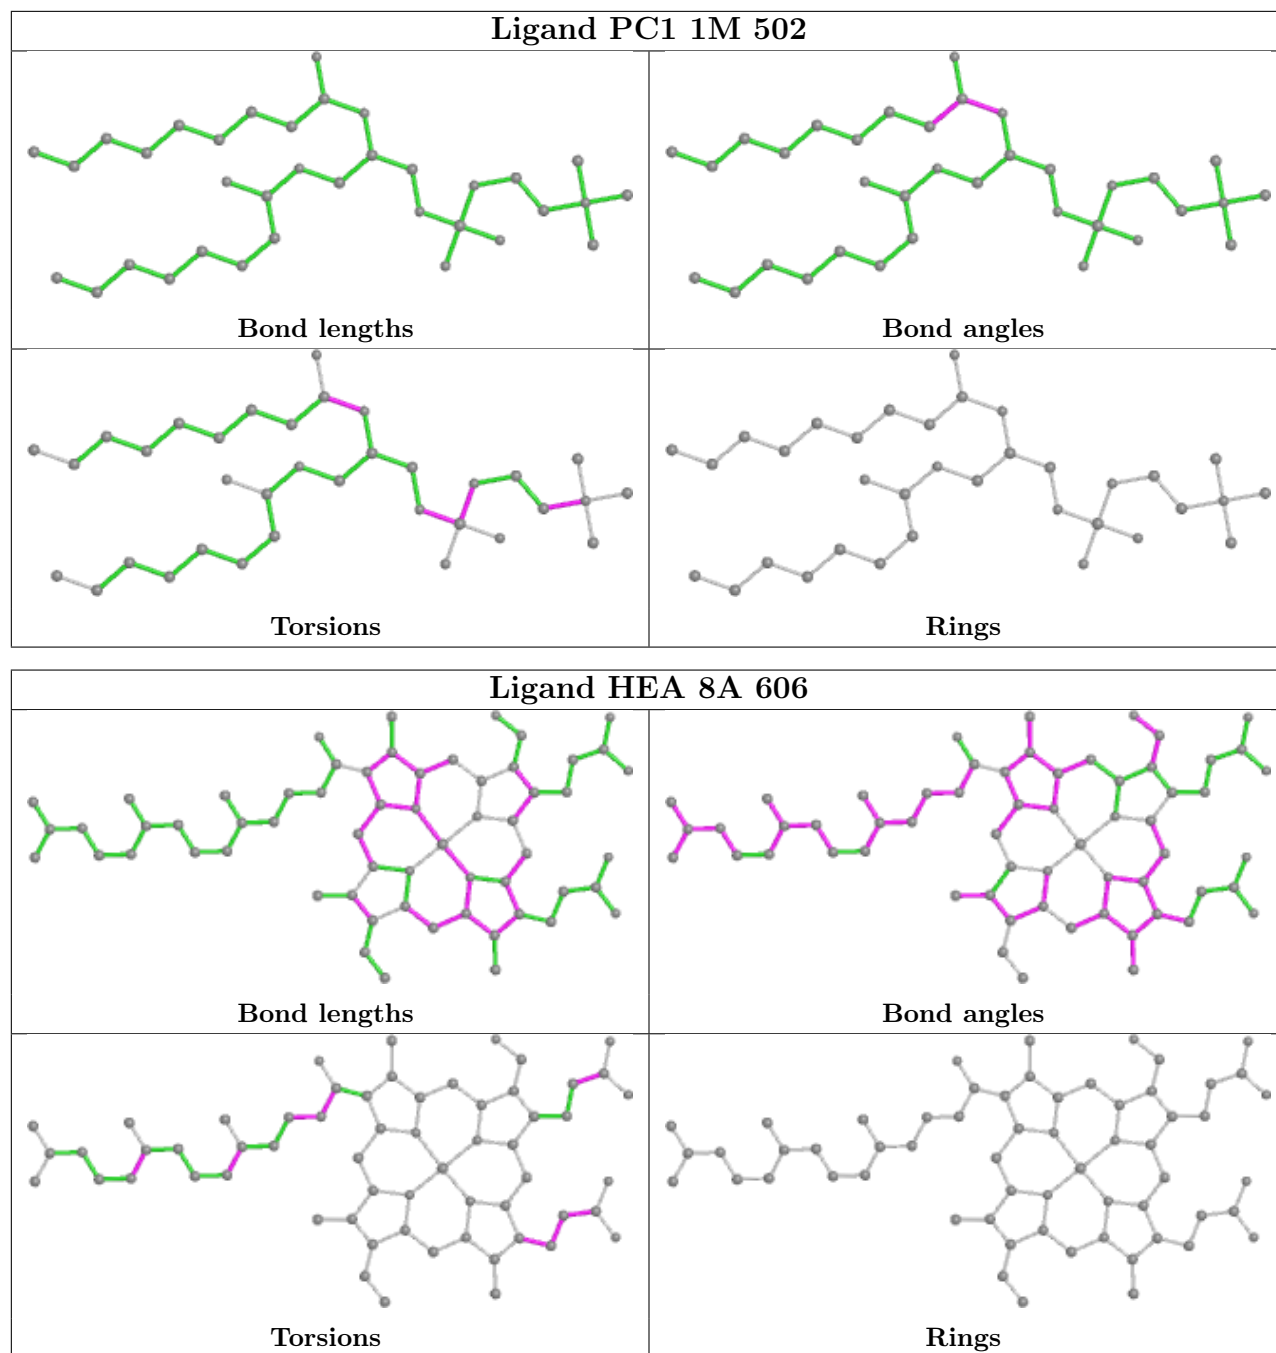 Ligand PC1 1M 502
Bond lengths
Bond angles
Torsions
Rings
Ligand HEA 8A 606
Bond lengths
Bond angles
Torsions
Rings